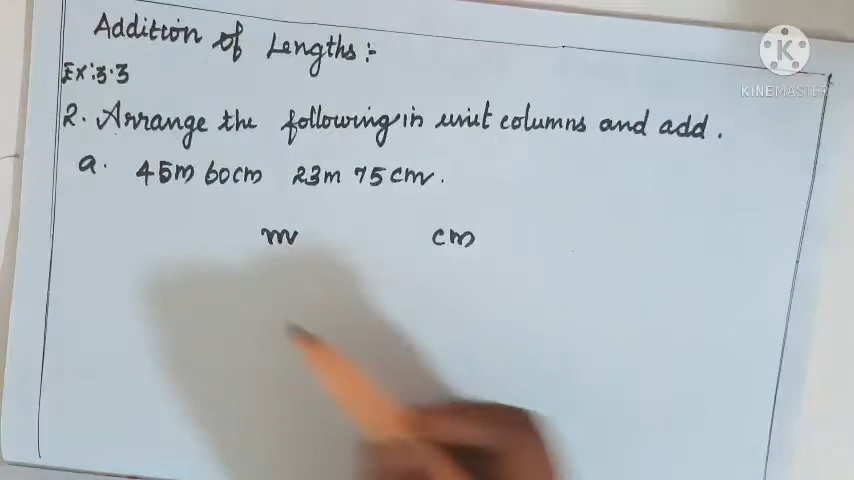 Addition of Lengths:-
Ex:3.3
2. Arrange the following in unit columns and add.
a. 45m 60cm 23m 75cm.
m cm
K
KINEMASTER